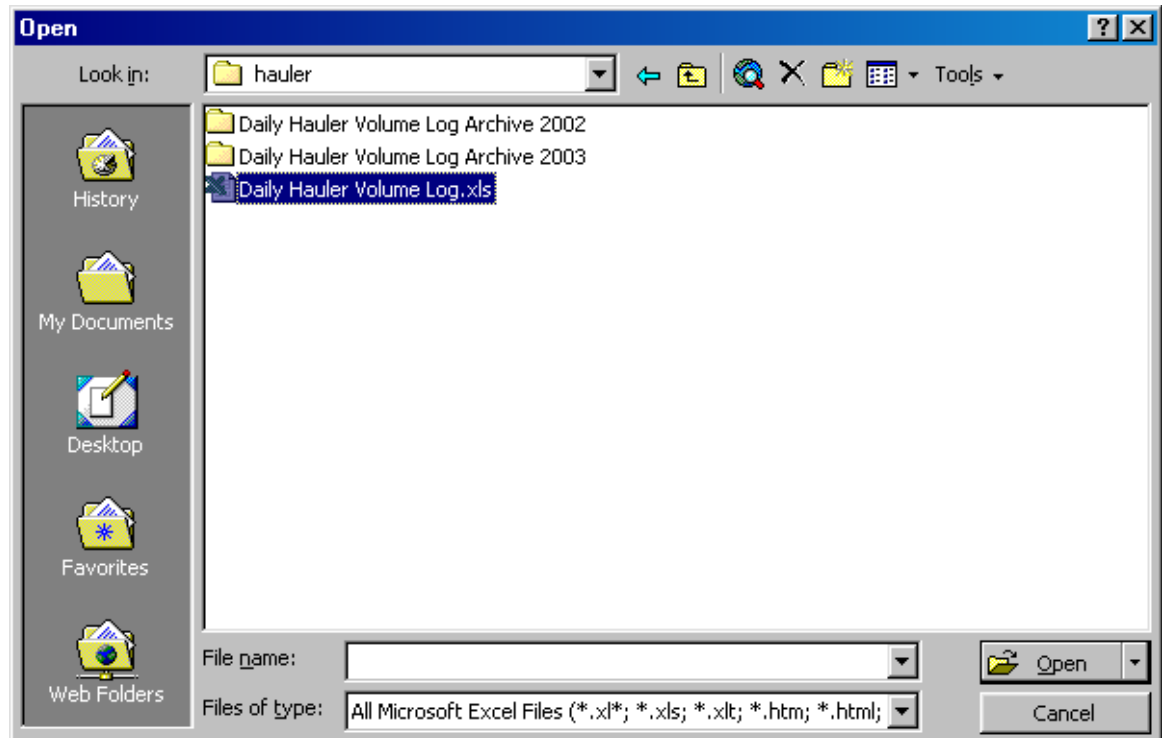 Open
Look in:
hauler
Tools
History
My Documents
Desktop
Favorites
Web Folders
Daily Hauler Volume Log Archive 2002
Daily Hauler Volume Log Archive 2003
Daily Hauler Volume Log.xls
File name:
Open
Files of type:
All Microsoft Excel Files (*.xl*; *.xls; *.xlt; *.htm; *.html;
Cancel